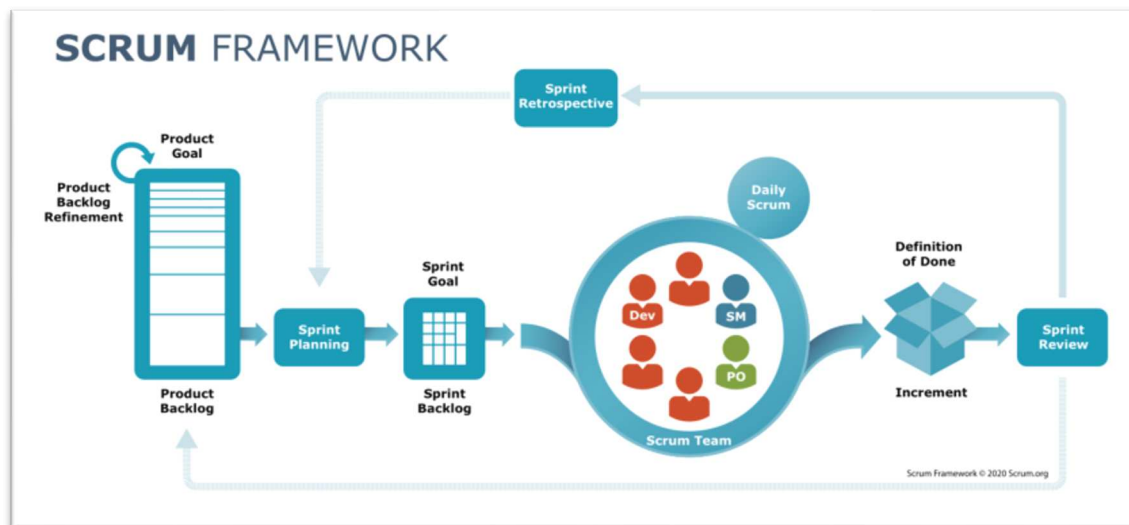 SCRUM FRAMEWORK
Sprint
Retrospective
Product
Goal
Product
Backlog
Refinement
Daily
Scrum
Sprint
Goal
Definition
of Done
Dev
SM
Sprint
Planning
Sprint
Review
PO
Product
Backlog
Sprint
Backlog
Increment
Scrum Team
Scrum Framework © 2020 Scrum.org